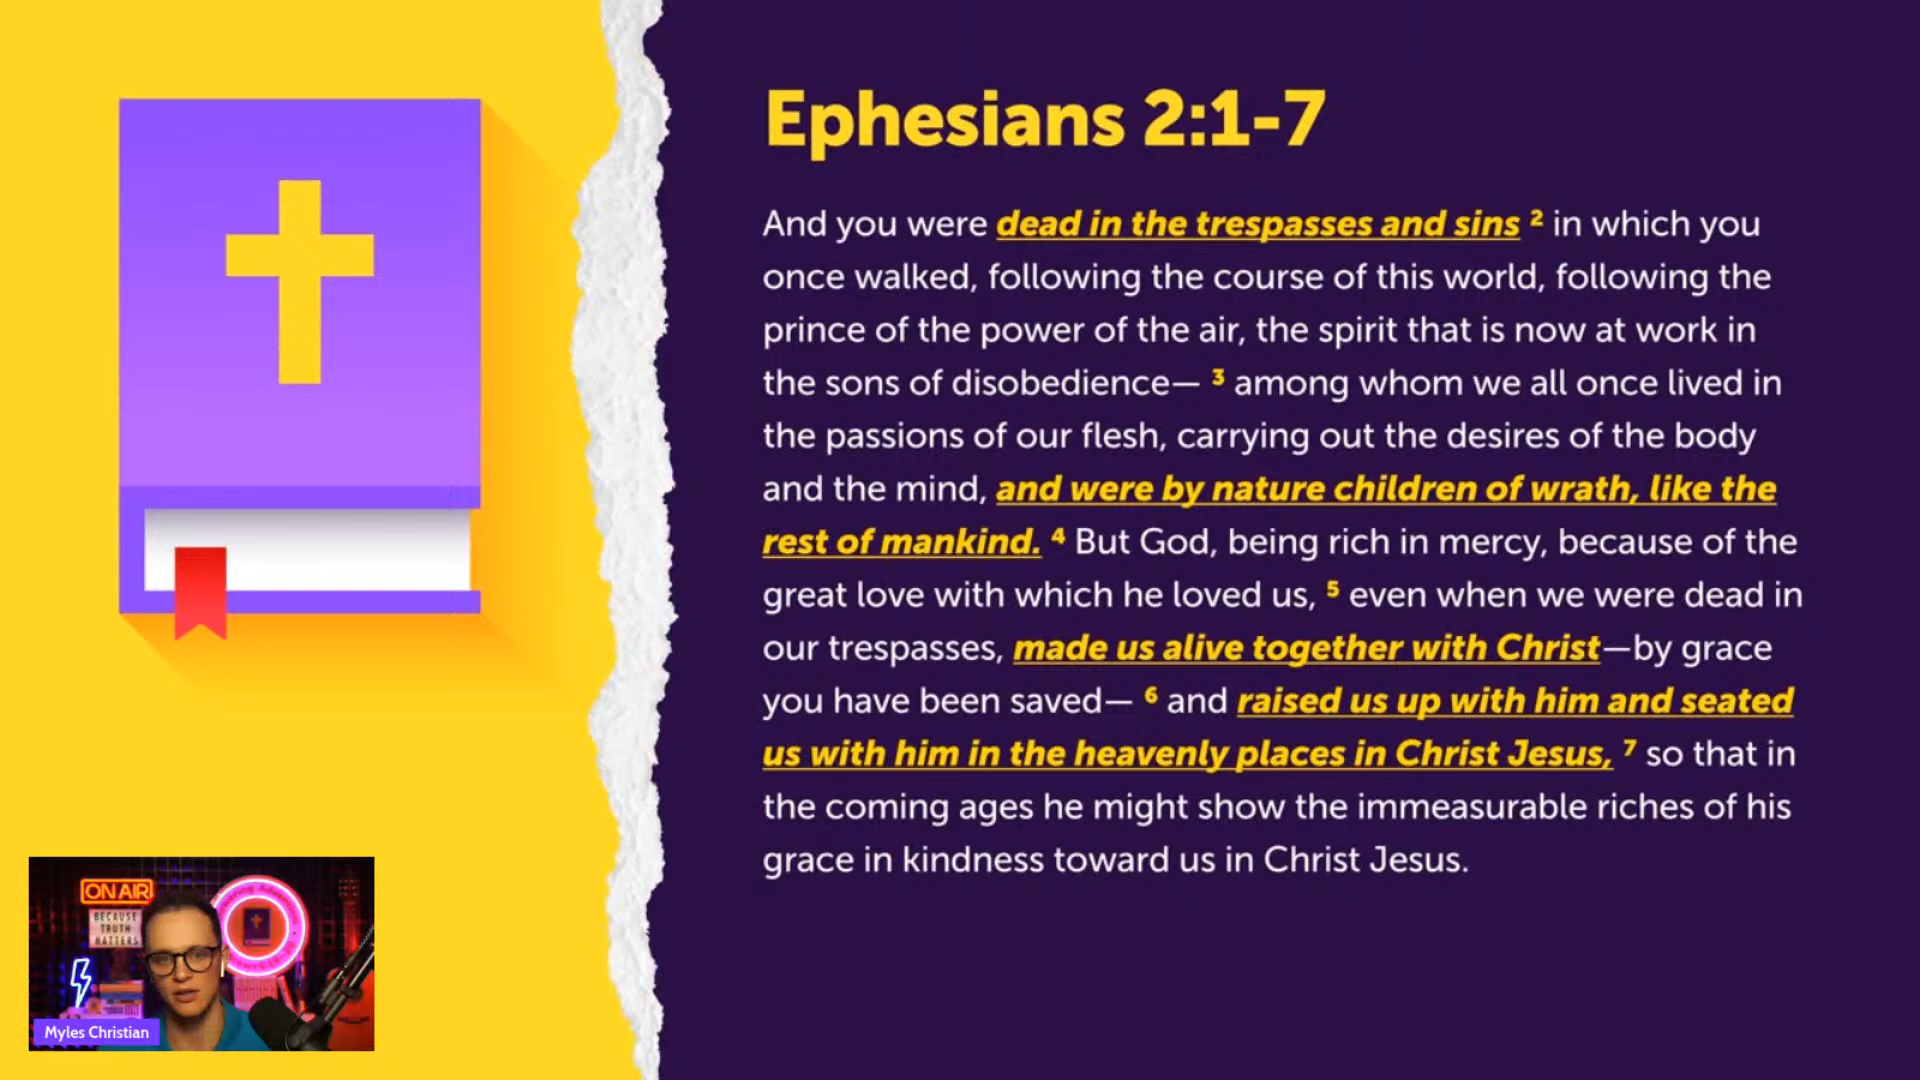 Ephesians 2:1-7
And you were dead in the trespasses and sins ² in which you
once walked, following the course of this world, following the
prince of the power of the air, the spirit that is now at work in
the sons of disobedience— ³ among whom we all once lived in
the passions of our flesh, carrying out the desires of the body
and the mind, and were by nature children of wrath, like the
rest of mankind. ⁴ But God, being rich in mercy, because of the
great love with which he loved us, ⁵ even when we were dead in
our trespasses, made us alive together with Christ—by grace
you have been saved— ⁶ and raised us up with him and seated
us with him in the heavenly places in Christ Jesus, ⁷ so that in
the coming ages he might show the immeasurable riches of his
grace in kindness toward us in Christ Jesus.
ON AIR
BECAUSE
TRUTH
MATTERS
Myles Christian